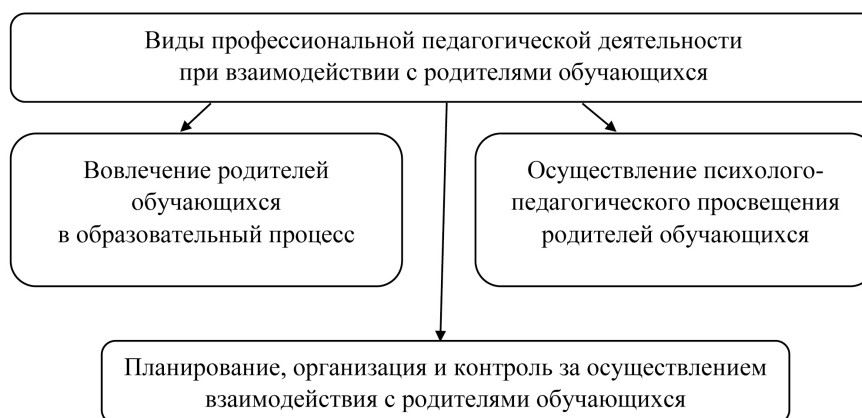 Виды профессиональной педагогической деятельности
при взаимодействии с родителями обучающихся
Вовлечение родителей
обучающихся
в образовательный процесс
Осуществление психолого-
педагогического просвещения
родителей обучающихся
Планирование, организация и контроль за осуществлением
взаимодействия с родителями обучающихся